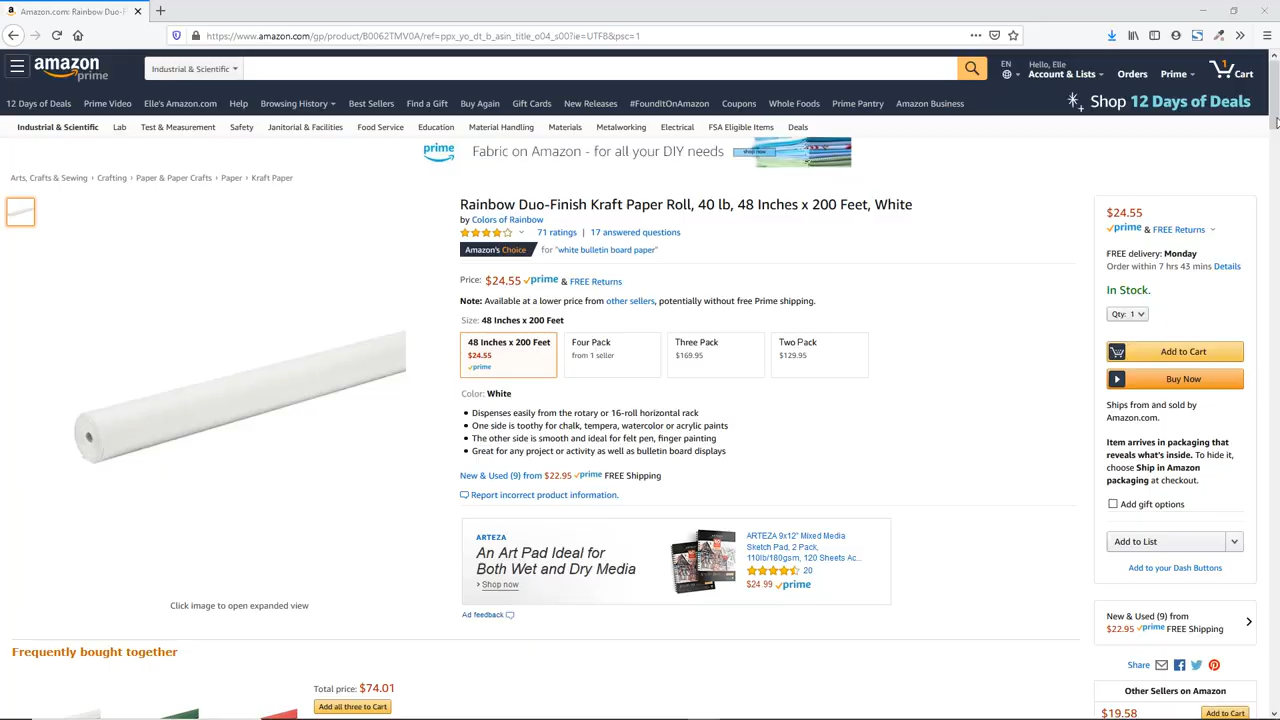 Amazon.com: Rainbow Duo-F
https://www.amazon.com/gp/product/B0062TMV0A/ref=ppx_yo_dt_b_asin_title_o04_s00?ie=UTF8&psc=1
amazon prime
Industrial & Scientific
EN
Hello, Elle
Account & Lists
Orders
Prime
1
Cart
12 Days of Deals Prime Video Elle's Amazon.com Help Browsing History Best Sellers Find a Gift Buy Again Gift Cards New Releases #FoundItOnAmazon Coupons Whole Foods Prime Pantry Amazon Business
Shop 12 Days of Deals
Industrial & Scientific Lab Test & Measurement Safety Janitorial & Facilities Food Service Education Material Handling Materials Metalworking Electrical FSA Eligible Items Deals
prime Fabric on Amazon - for all your DIY needs shop now
Arts, Crafts & Sewing › Crafting › Paper & Paper Crafts › Paper › Kraft Paper
Rainbow Duo-Finish Kraft Paper Roll, 40 lb, 48 Inches x 200 Feet, White
by Colors of Rainbow
71 ratings | 17 answered questions
Amazon's Choice for "white bulletin board paper"
Price: $24.55 prime & FREE Returns
Note: Available at a lower price from other sellers, potentially without free Prime shipping.
Size: 48 Inches x 200 Feet
48 Inches x 200 Feet
$24.55
prime
Four Pack
from 1 seller
Three Pack
$169.95
Two Pack
$129.95
Color: White
• Dispenses easily from the rotary or 16-roll horizontal rack
• One side is toothy for chalk, tempera, watercolor or acrylic paints
• The other side is smooth and ideal for felt pen, finger painting
• Great for any project or activity as well as bulletin board displays
New & Used (9) from $22.95 prime FREE Shipping
Report incorrect product information.
ARTEZA
An Art Pad Ideal for
Both Wet and Dry Media
› Shop now
ARTEZA 9x12" Mixed Media
Sketch Pad, 2 Pack,
110lb/180gsm, 120 Sheets Ac...
20
$24.99 prime
Ad feedback
Click image to open expanded view
$24.55
prime & FREE Returns
FREE delivery: Monday
Order within 7 hrs 43 mins Details
In Stock.
Qty: 1
Add to Cart
Buy Now
Ships from and sold by
Amazon.com.
Item arrives in packaging that
reveals what's inside. To hide it,
choose Ship in Amazon
packaging at checkout.
Add gift options
Add to List
Add to your Dash Buttons
New & Used (9) from
$22.95 prime FREE Shipping
Share
Other Sellers on Amazon
$19.58 Add to Cart
Frequently bought together
Total price: $74.01
Add all three to Cart